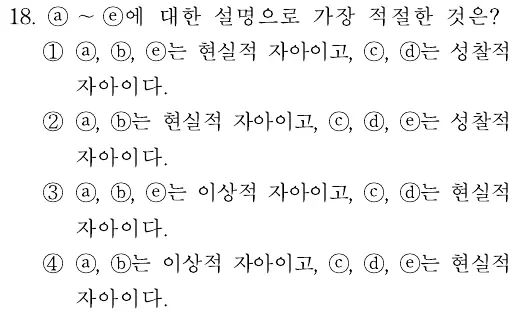 18. ⓐ ~ ⓔ에 대한 설명으로 가장 적절한 것은?
① ⓐ, ⓑ, ⓔ는 현실적 자아이고, ⓒ, ⓓ는 성찰적
자아이다.
② ⓐ, ⓑ는 현실적 자아이고, ⓒ, ⓓ, ⓔ는 성찰적
자아이다.
③ ⓐ, ⓑ, ⓔ는 이상적 자아이고, ⓒ, ⓓ는 현실적
자아이다.
④ ⓐ, ⓑ는 이상적 자아이고, ⓒ, ⓓ, ⓔ는 현실적
자아이다.